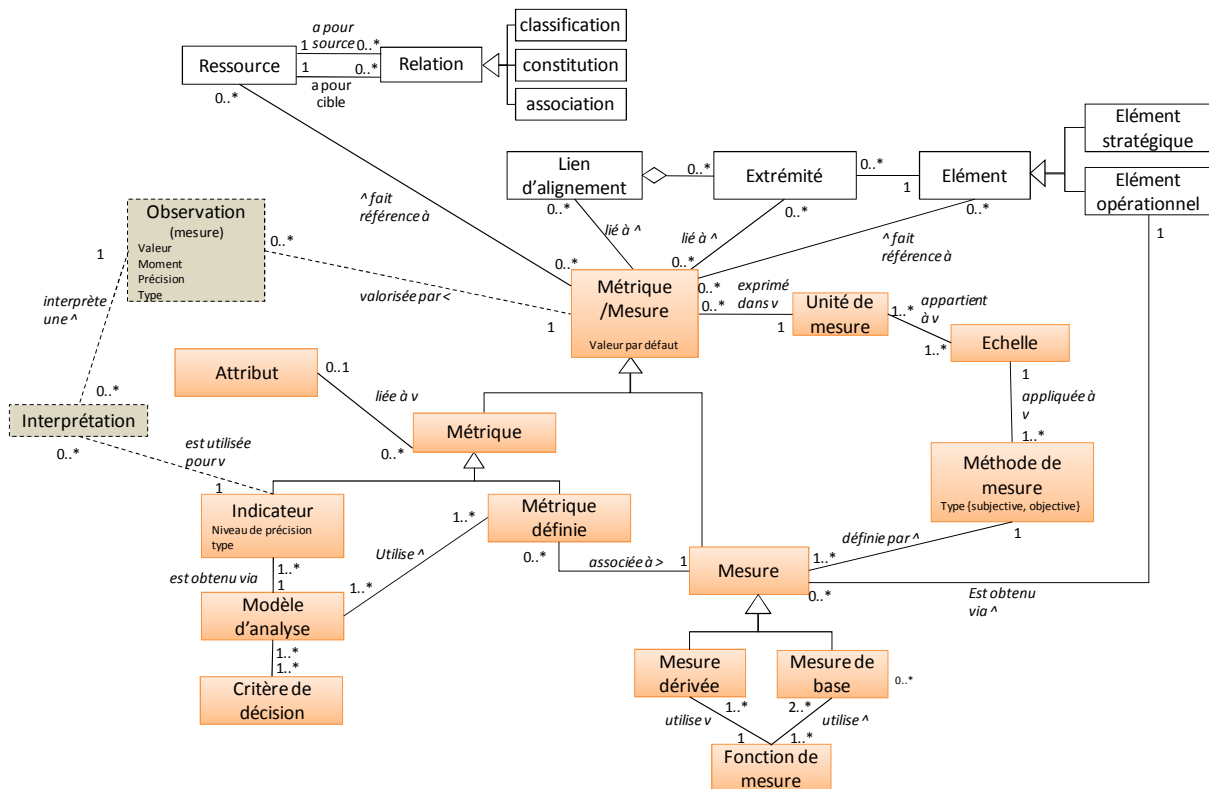 classification
a pour
source
1
0..*
Ressource
Relation
constitution
1
0..*
a pour
cible
0..*
association
Elément
stratégique
Lien
d'alignement
0..*
Extrémité
0..*
1
Elément
Elément
opérationnel
0..*
0..*
0..*
1
^ fait
référence à
lié à ^
lié à ^
^ fait
référence à
Observation
(mesure)
Valeur
Moment
Précision
Type
1
0..*
interprète
une ^
valorisée par <
1
0..*
0..*
0..*
0..*
Métrique
/Mesure
Valeur par défaut
exprimé
dans v
1
Unité de
mesure
1..*
appartient
à v
1..*
Echelle
1
appliquée à
v
1..*
Attribut
0..1
liée à v
0..*
Métrique
0..*
Interprétation
0..*
est utilisée
pour v
1
Méthode de
mesure
Type {subjective, objective}
1
Indicateur
Niveau de précision
type
1..*
Métrique
définie
0..*
Utilise ^
1..*
associée à >
1
Mesure
1..*
définie par ^
0..*
Est obtenu
via ^
1..*
est obtenu via
1
Modèle
d'analyse
1..*
1..*
Critère de
décision
Mesure
dérivée
Mesure de
base
0..*
1..*
2..*
utilise v
utilise ^
1
1..*
Fonction de
mesure